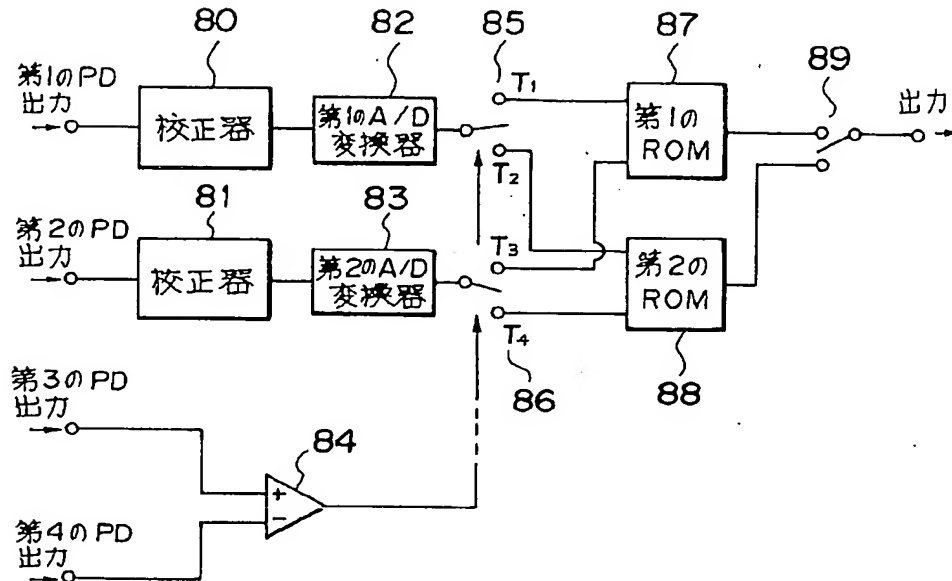 80
82
85
87
89
第1のPD
出力
校正器
第1のA/D
変換器
T1
T2
第1の
ROM
出力
81
83
第2のPD
出力
校正器
第2のA/D
変換器
T3
T4
第2の
ROM
86
88
第3のPD
出力
84
+
−
第4のPD
出力